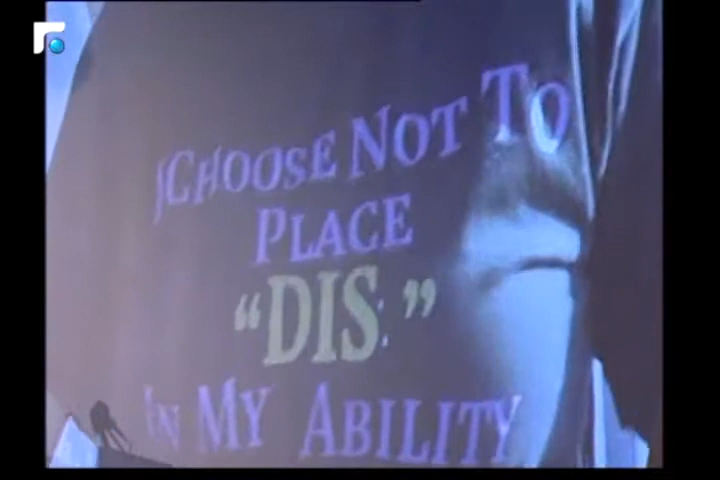 I CHOOSE NOT TO
PLACE
“DIS ”
IN MY ABILITY